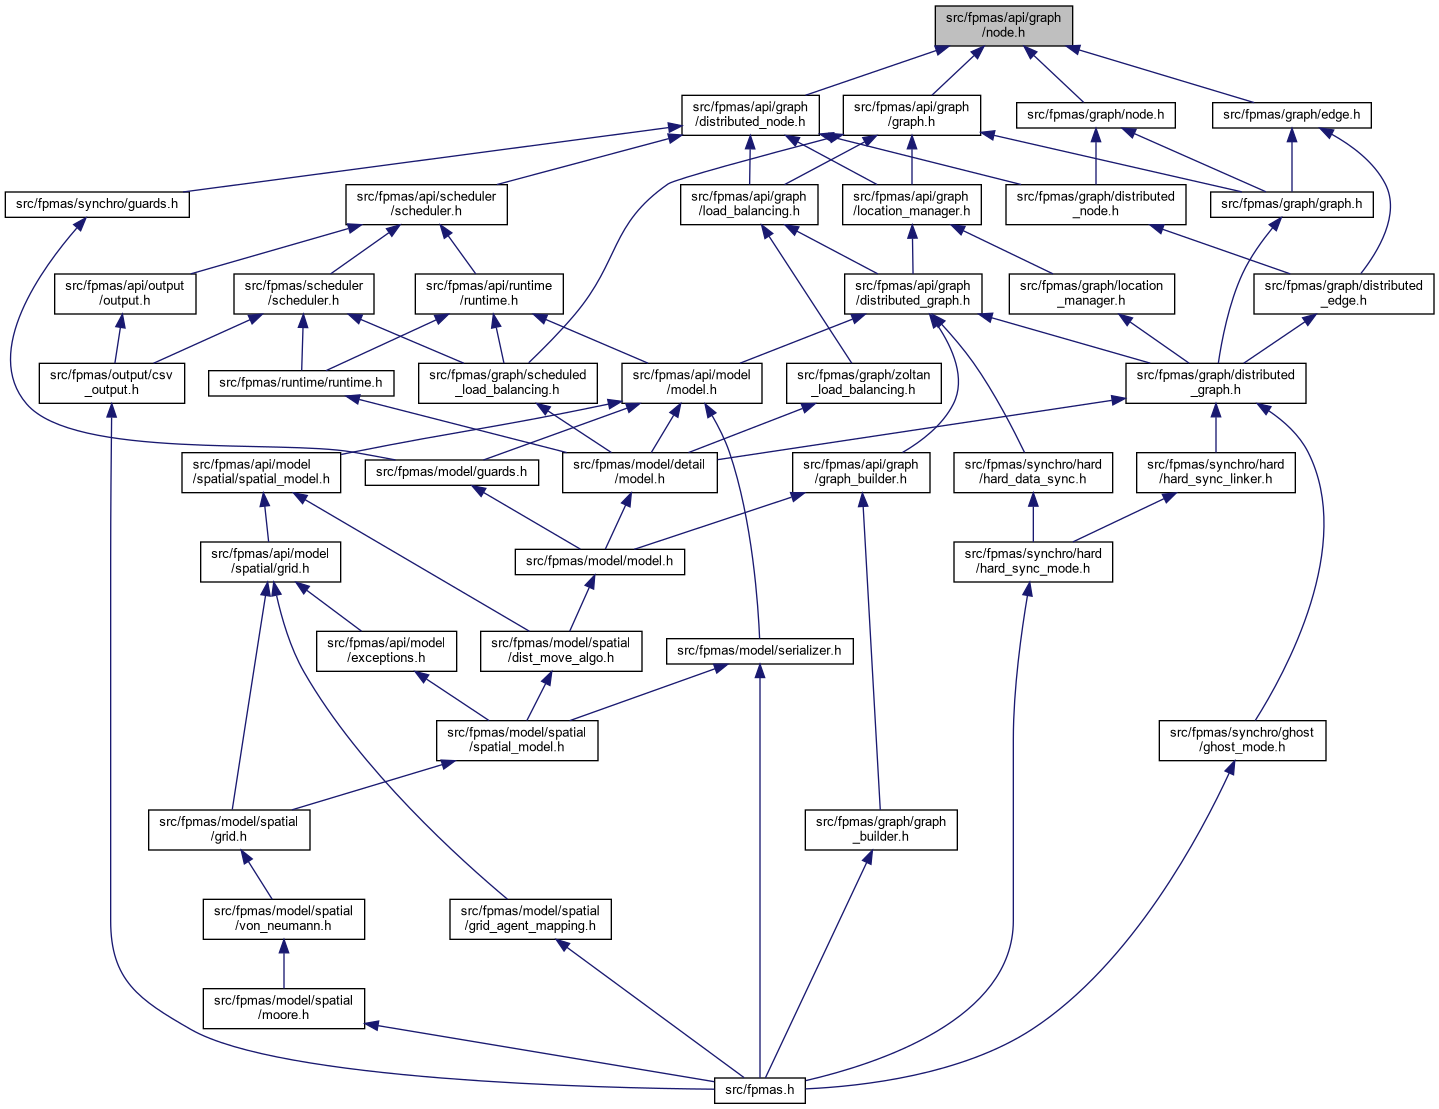 src/fpmas/api/graph
/node.h
src/fpmas/api/graph
/distributed_node.h
src/fpmas/api/graph
/graph.h
src/fpmas/graph/node.h
src/fpmas/graph/edge.h
src/fpmas/synchro/guards.h
src/fpmas/api/scheduler
/scheduler.h
src/fpmas/api/graph
/load_balancing.h
src/fpmas/api/graph
/location_manager.h
src/fpmas/graph/distributed
_node.h
src/fpmas/graph/graph.h
src/fpmas/api/output
/output.h
src/fpmas/scheduler
/scheduler.h
src/fpmas/api/runtime
/runtime.h
src/fpmas/api/graph
/distributed_graph.h
src/fpmas/graph/location
_manager.h
src/fpmas/graph/distributed
_edge.h
src/fpmas/output/csv
_output.h
src/fpmas/runtime/runtime.h
src/fpmas/graph/scheduled
_load_balancing.h
src/fpmas/api/model
/model.h
src/fpmas/graph/zoltan
_load_balancing.h
src/fpmas/graph/distributed
_graph.h
src/fpmas/api/model
/spatial/spatial_model.h
src/fpmas/model/guards.h
src/fpmas/model/detail
/model.h
src/fpmas/api/graph
/graph_builder.h
src/fpmas/synchro/hard
/hard_data_sync.h
src/fpmas/synchro/hard
/hard_sync_linker.h
src/fpmas/api/model
/spatial/grid.h
src/fpmas/model/model.h
src/fpmas/synchro/hard
/hard_sync_mode.h
src/fpmas/api/model
/exceptions.h
src/fpmas/model/spatial
/dist_move_algo.h
src/fpmas/model/serializer.h
src/fpmas/model/spatial
/spatial_model.h
src/fpmas/synchro/ghost
/ghost_mode.h
src/fpmas/model/spatial
/grid.h
src/fpmas/graph/graph
_builder.h
src/fpmas/model/spatial
/von_neumann.h
src/fpmas/model/spatial
/grid_agent_mapping.h
src/fpmas/model/spatial
/moore.h
src/fpmas.h